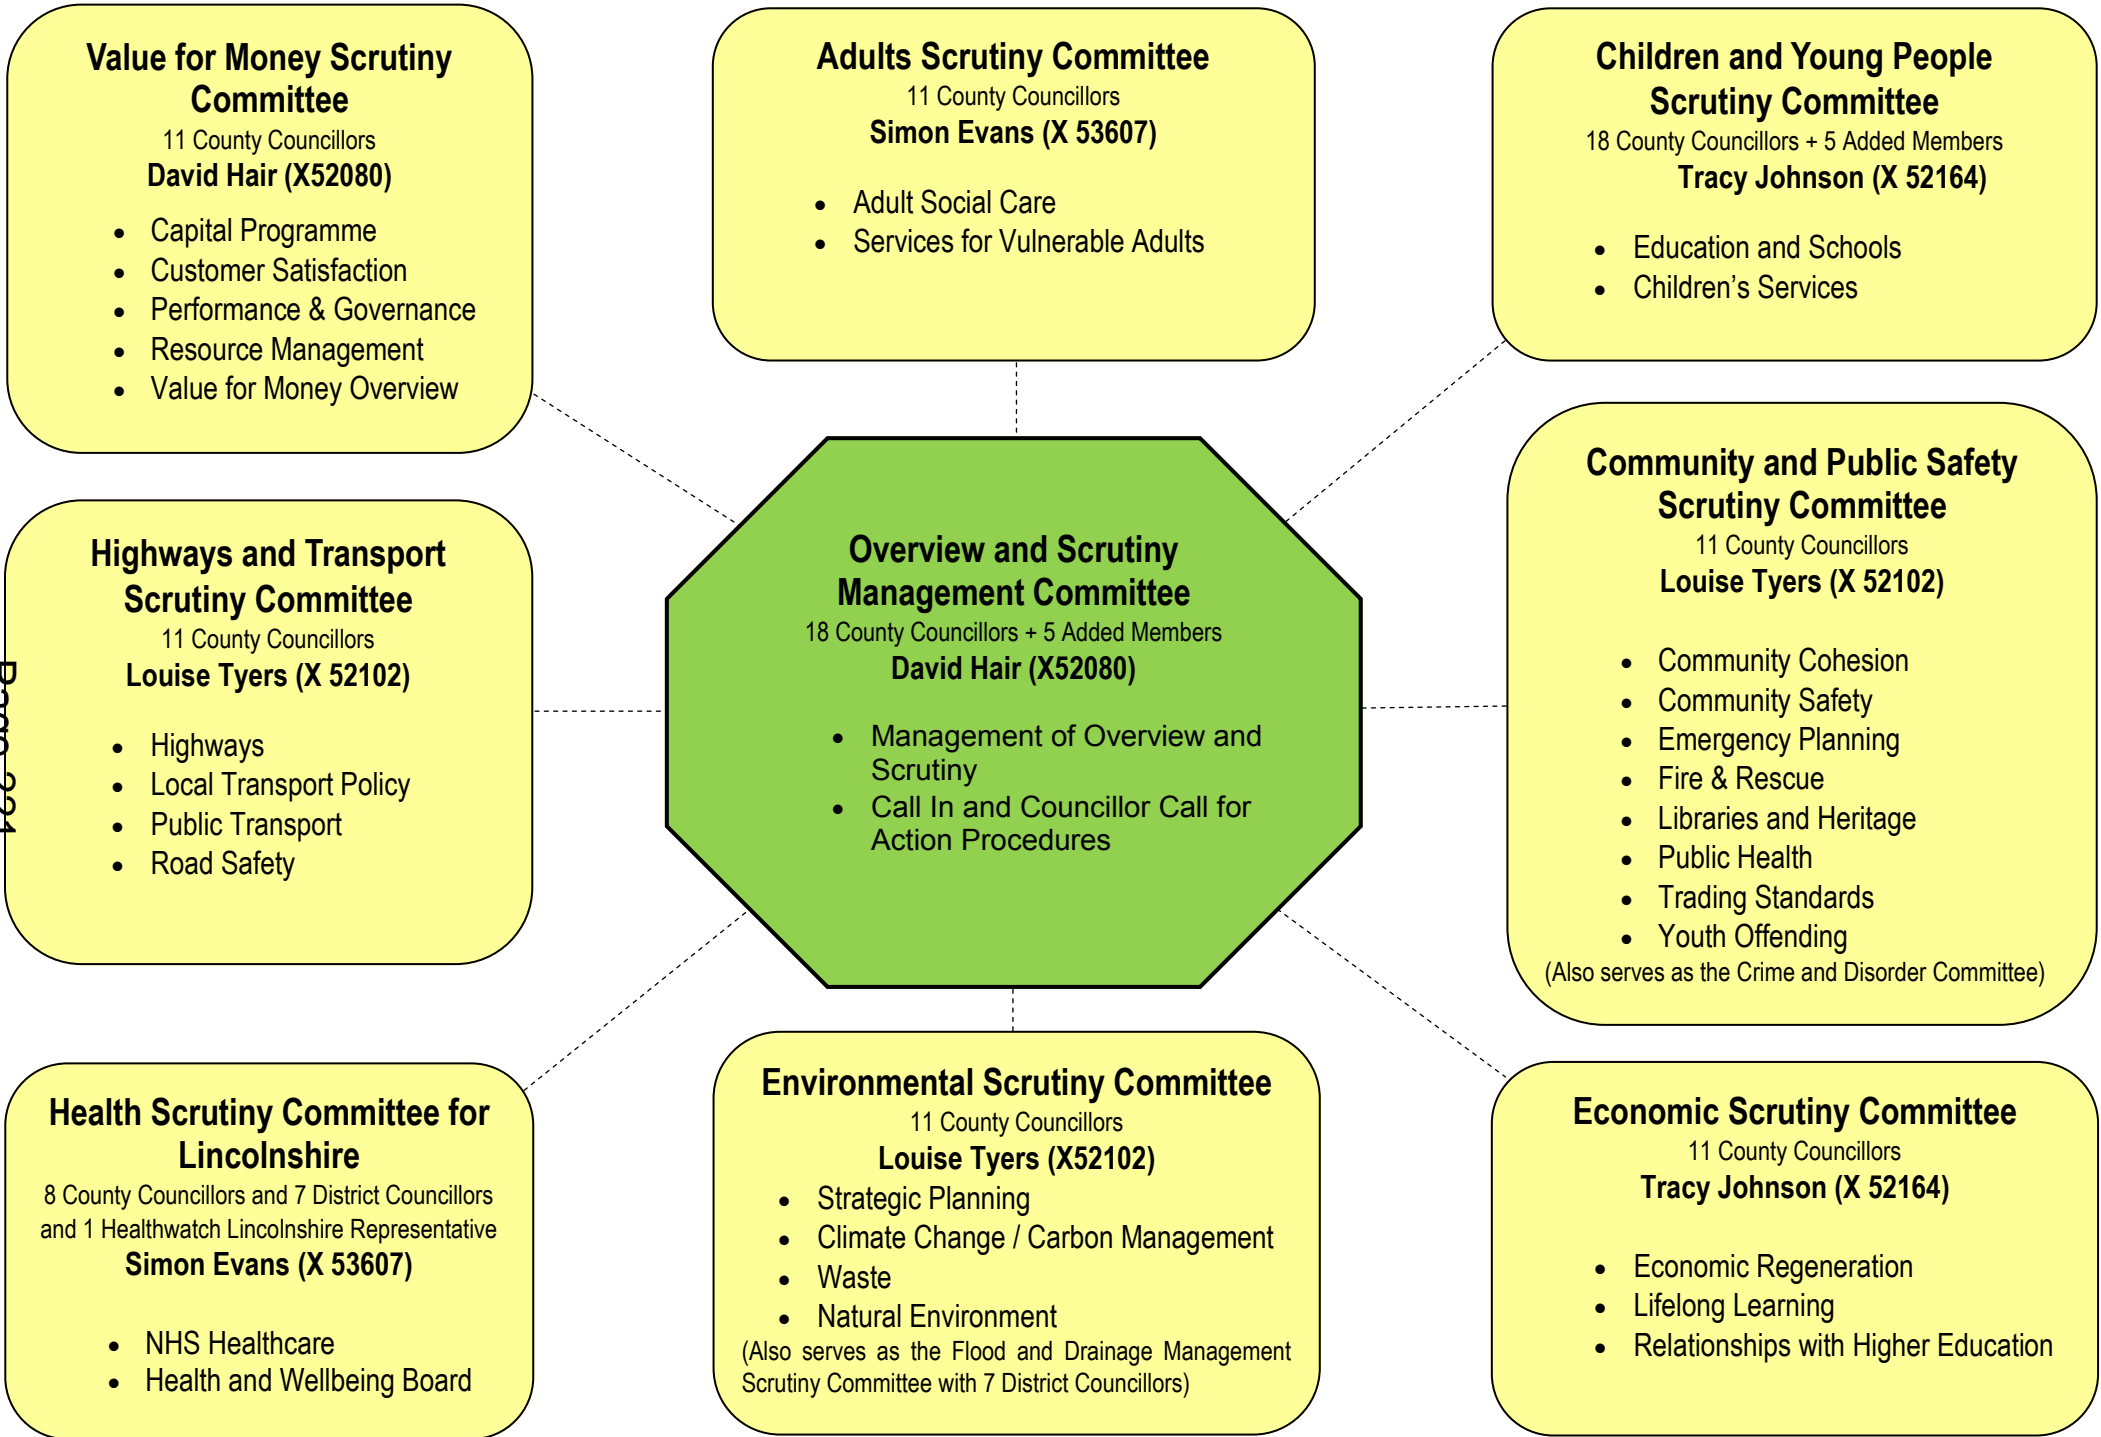 Value for Money Scrutiny
Committee
11 County Councillors
David Hair (X52080)
• Capital Programme
• Customer Satisfaction
• Performance & Governance
• Resource Management
• Value for Money Overview
Adults Scrutiny Committee
11 County Councillors
Simon Evans (X 53607)
• Adult Social Care
• Services for Vulnerable Adults
Children and Young People
Scrutiny Committee
18 County Councillors + 5 Added Members
Tracy Johnson (X 52164)
• Education and Schools
• Children’s Services
Highways and Transport
Scrutiny Committee
11 County Councillors
Louise Tyers (X 52102)
• Highways
• Local Transport Policy
• Public Transport
• Road Safety
Overview and Scrutiny
Management Committee
18 County Councillors + 5 Added Members
David Hair (X52080)
• Management of Overview and
Scrutiny
• Call In and Councillor Call for
Action Procedures
Community and Public Safety
Scrutiny Committee
11 County Councillors
Louise Tyers (X 52102)
• Community Cohesion
• Community Safety
• Emergency Planning
• Fire & Rescue
• Libraries and Heritage
• Public Health
• Trading Standards
• Youth Offending
(Also serves as the Crime and Disorder Committee)
Health Scrutiny Committee for
Lincolnshire
8 County Councillors and 7 District Councillors
and 1 Healthwatch Lincolnshire Representative
Simon Evans (X 53607)
• NHS Healthcare
• Health and Wellbeing Board
Environmental Scrutiny Committee
11 County Councillors
Louise Tyers (X52102)
• Strategic Planning
• Climate Change / Carbon Management
• Waste
• Natural Environment
(Also serves as the Flood and Drainage Management
Scrutiny Committee with 7 District Councillors)
Economic Scrutiny Committee
11 County Councillors
Tracy Johnson (X 52164)
• Economic Regeneration
• Lifelong Learning
• Relationships with Higher Education